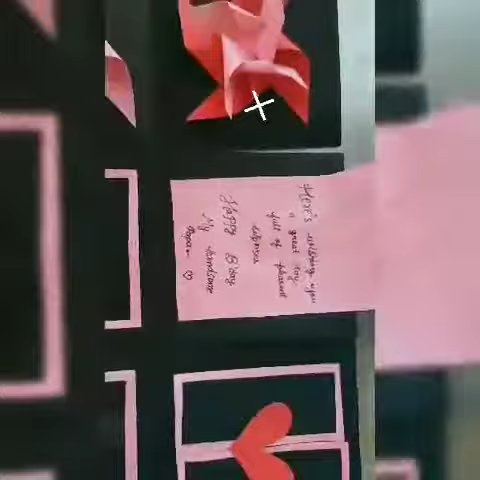 Here's wishing you
a great day
full of pleasant
surprises
Happy B'day
My Handsome